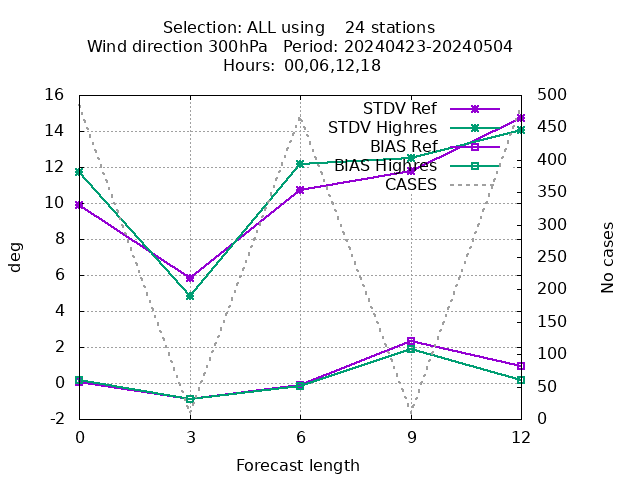 Selection: ALL using    24 stations
Wind direction 300hPa   Period: 20240423-20240504
Hours: 00,06,12,18
STDV Ref
STDV Highres
BIAS Ref
BIAS Highres
CASES
16
14
12
10
8
6
4
2
0
-2
deg
500
450
400
350
300
250
200
150
100
50
0
No cases
0 3 6 9 12
Forecast length